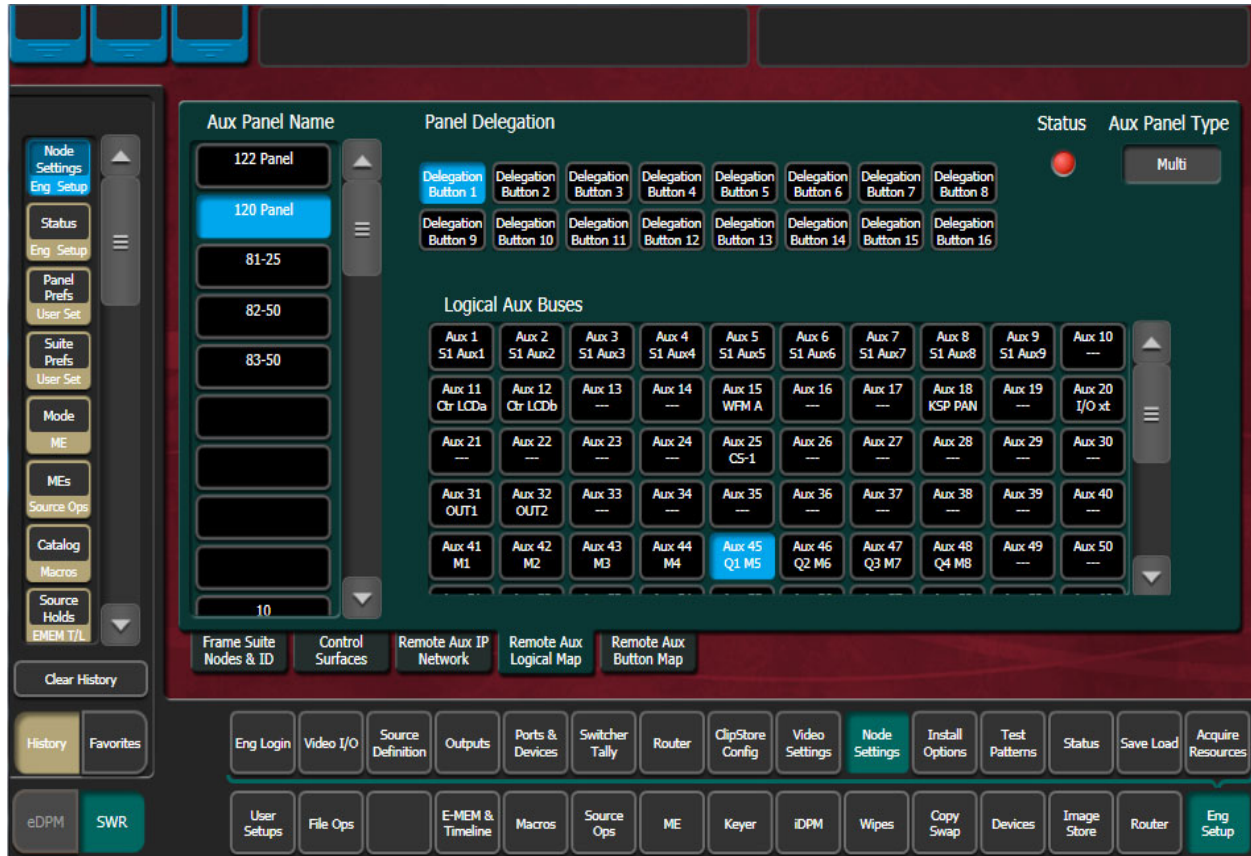 Aux Panel Name
Panel Delegation
Status
Aux Panel Type
Node
Settings
Eng Setup
Status
Eng Setup
Panel
Prefs
User Set
Suite
Prefs
User Set
Mode
ME
MEs
Source Ops
Catalog
Macros
Source
Holds
EMEM T/L
Clear History
History
Favorites
eDPM
SWR
122 Panel
120 Panel
81-25
82-50
83-50
10
Multi
Delegation Button 1
Delegation Button 2
Delegation Button 3
Delegation Button 4
Delegation Button 5
Delegation Button 6
Delegation Button 7
Delegation Button 8
Delegation Button 9
Delegation Button 10
Delegation Button 11
Delegation Button 12
Delegation Button 13
Delegation Button 14
Delegation Button 15
Delegation Button 16
Logical Aux Buses
Aux 1 S1 Aux1
Aux 2 S1 Aux2
Aux 3 S1 Aux3
Aux 4 S1 Aux4
Aux 5 S1 Aux5
Aux 6 S1 Aux6
Aux 7 S1 Aux7
Aux 8 S1 Aux8
Aux 9 S1 Aux9
Aux 10 ---
Aux 11 Ctr LCDa
Aux 12 Ctr LCDb
Aux 13 ---
Aux 14 ---
Aux 15 WFM A
Aux 16 ---
Aux 17 ---
Aux 18 KSP PAN
Aux 19 ---
Aux 20 I/O xt
Aux 21 ---
Aux 22 ---
Aux 23 ---
Aux 24 ---
Aux 25 CS-1
Aux 26 ---
Aux 27 ---
Aux 28 ---
Aux 29 ---
Aux 30 ---
Aux 31 OUT1
Aux 32 OUT2
Aux 33 ---
Aux 34 ---
Aux 35 ---
Aux 36 ---
Aux 37 ---
Aux 38 ---
Aux 39 ---
Aux 40 ---
Aux 41 M1
Aux 42 M2
Aux 43 M3
Aux 44 M4
Aux 45 Q1 M5
Aux 46 Q2 M6
Aux 47 Q3 M7
Aux 48 Q4 M8
Aux 49 ---
Aux 50 ---
Frame Suite Nodes & ID
Control Surfaces
Remote Aux IP Network
Remote Aux Logical Map
Remote Aux Button Map
Eng Login
Video I/O
Source Definition
Outputs
Ports & Devices
Switcher Tally
Router
ClipStore Config
Video Settings
Node Settings
Install Options
Test Patterns
Status
Save Load
Acquire Resources
User Setups
File Ops
E-MEM & Timeline
Macros
Source Ops
ME
Keyer
iDPM
Wipes
Copy Swap
Devices
Image Store
Router
Eng Setup